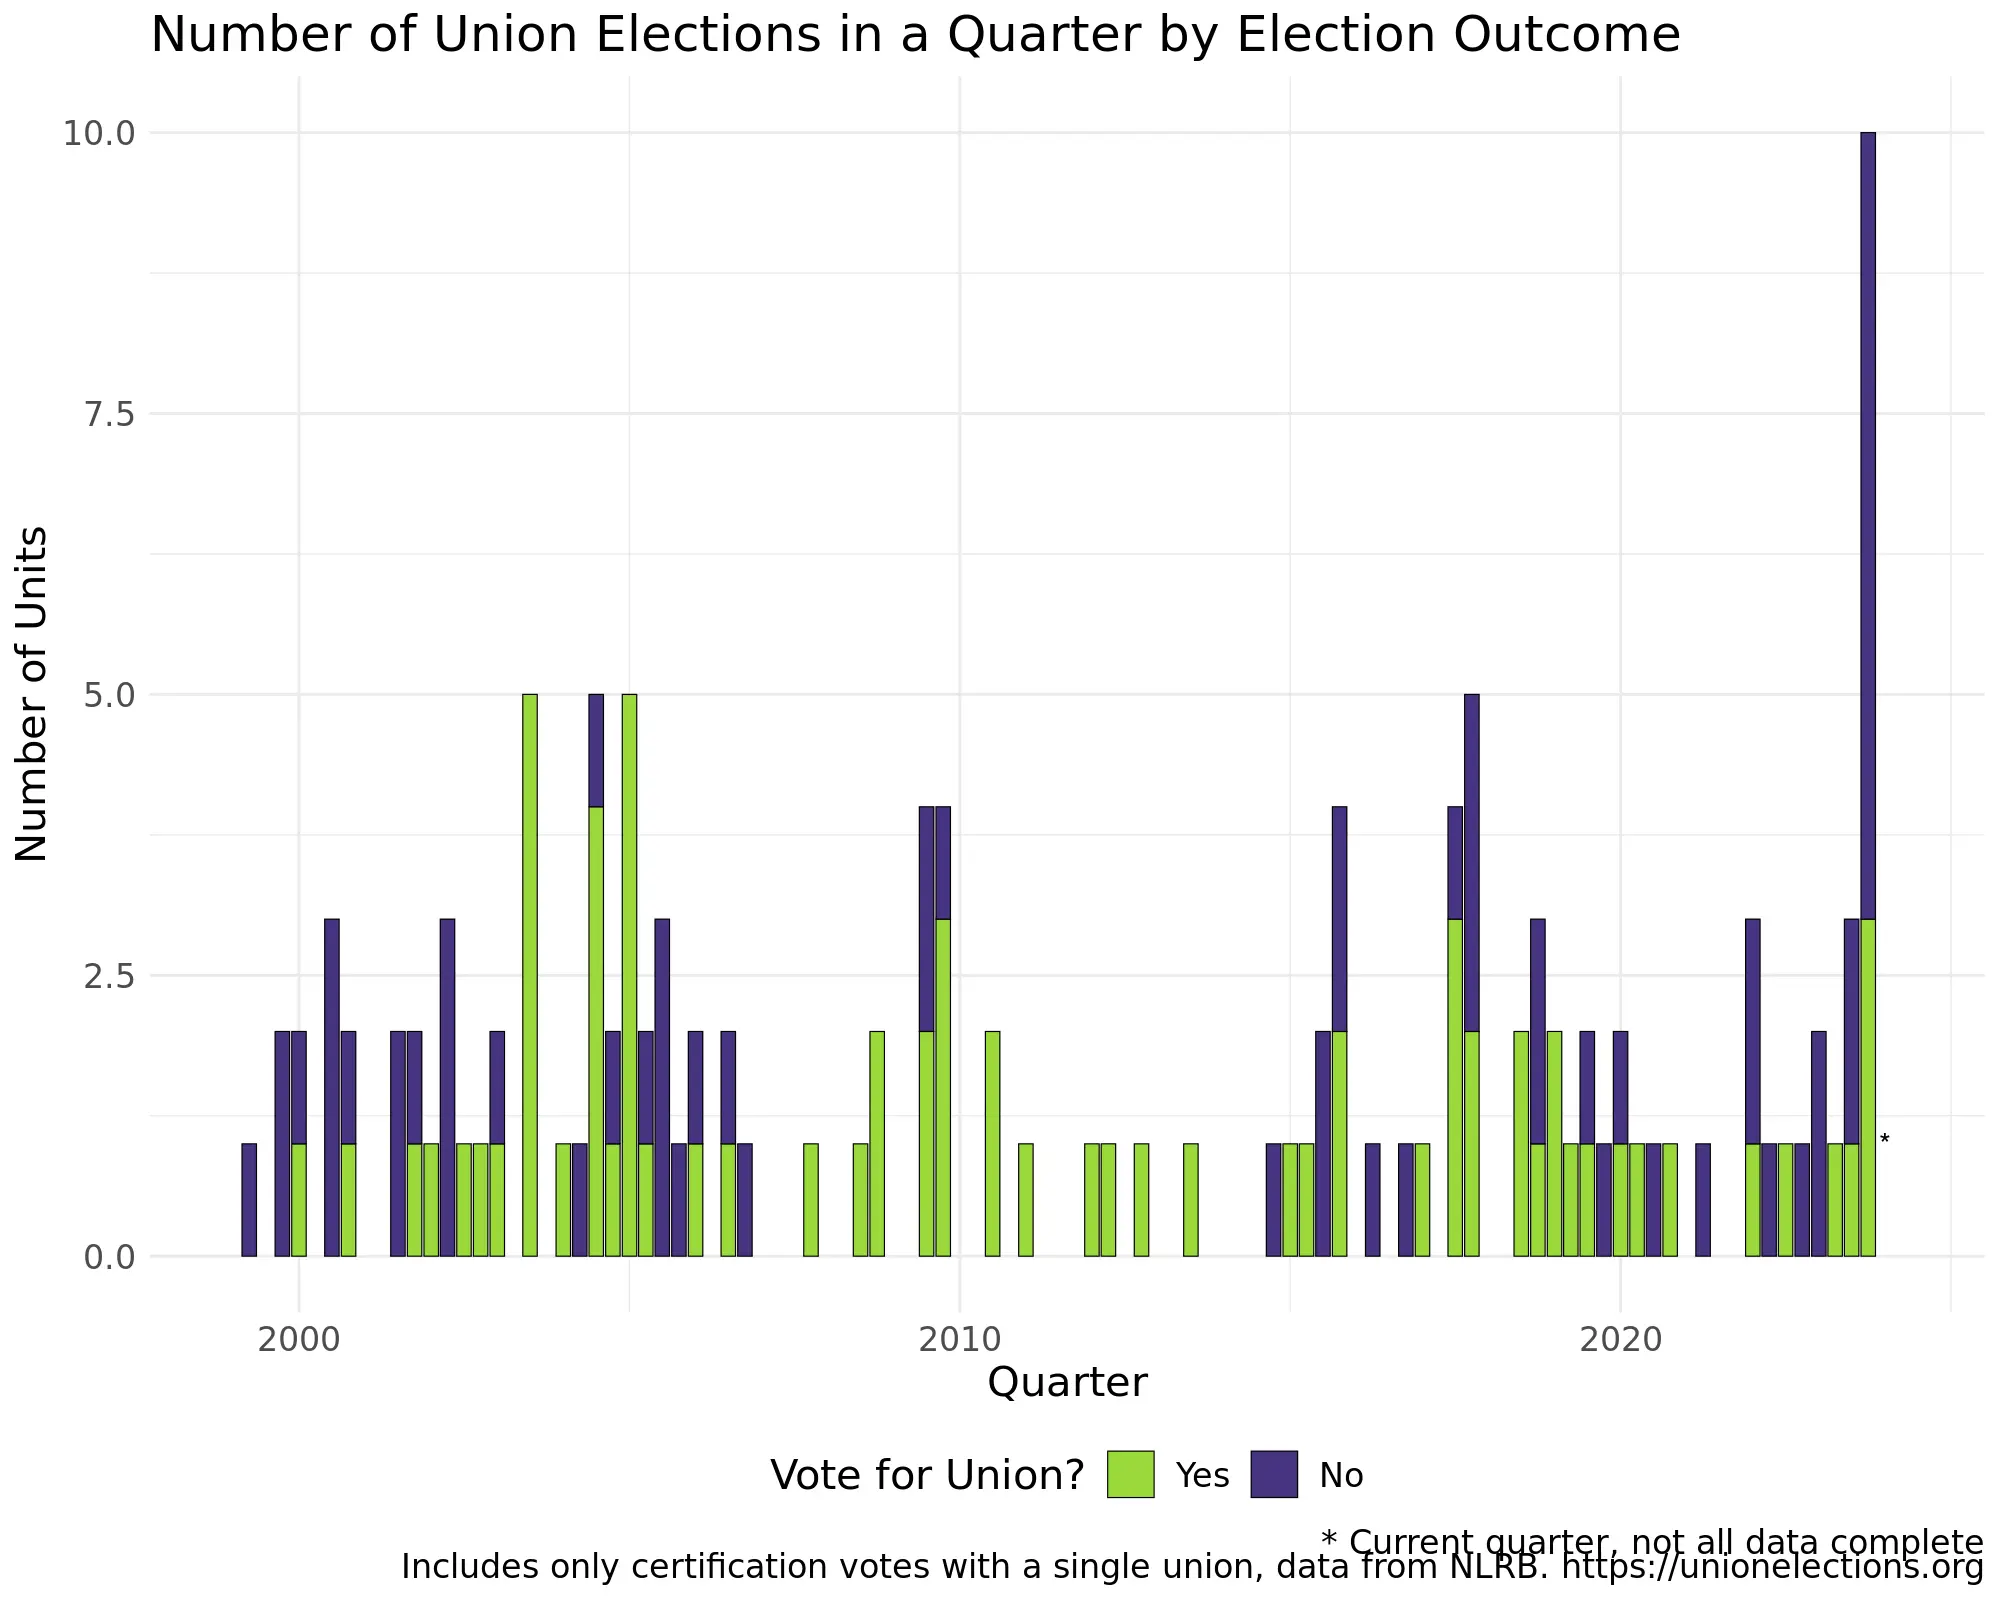 Number of Union Elections in a Quarter by Election Outcome
10.0
7.5
5.0
2.5
0.0
Number of Units
*
2000 2010 2020
Quarter
Vote for Union? Yes No
* Current quarter, not all data complete
Includes only certification votes with a single union, data from NLRB. https://unionelections.org